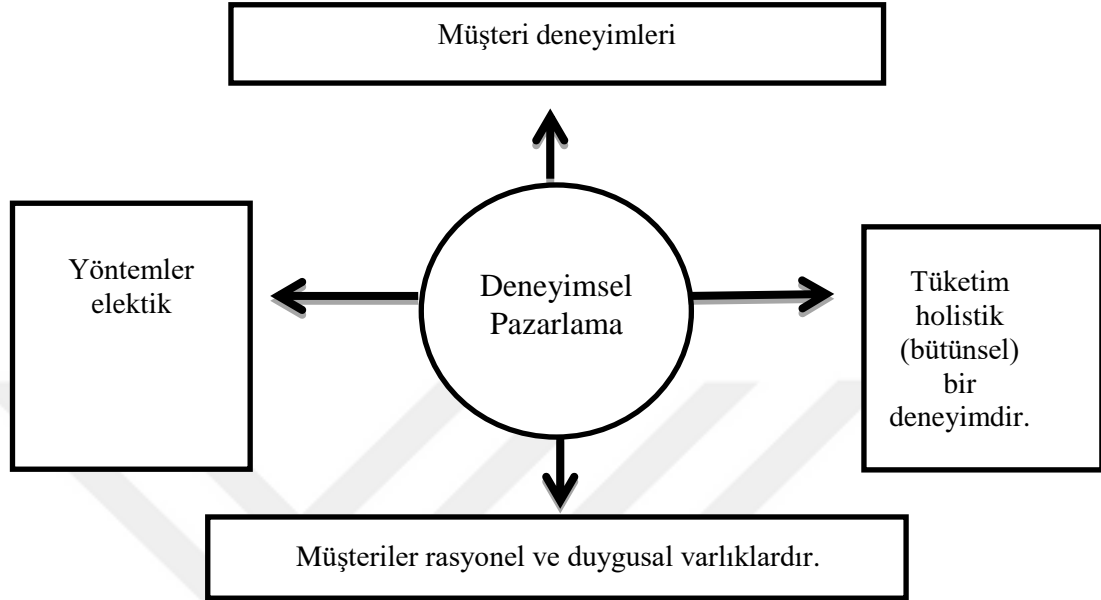 Müşteri deneyimleri
Yöntemler
elektik
Deneyimsel
Pazarlama
Tüketim
holistik
(bütünsel)
bir
deneyimdir.
Müşteriler rasyonel ve duygusal varlıklardır.